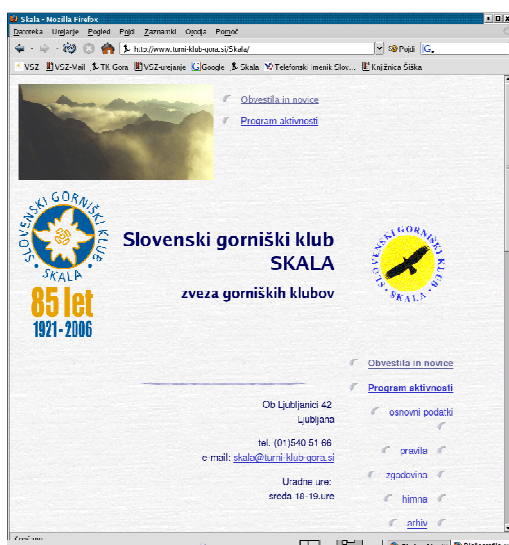 Skala - Mozilla Firefox
Datoteka Urejanje Pogled Pojdi Zaznamki Orodja Pomoč
http://www.turni-klub-gora.si/Skala/ Pojdi G,
VSZ VSZ-Mail TK Gora VSZ-urejanje Google Skala Telefonski imenik Slov... Knjižnica Šiška
Obvestila in novice
Program aktivnosti
SLOVENSKI GORNIŠKI KLUB
• SKALA •
85 let
1921-2006
Slovenski gorniški klub
SKALA
zveza gorniških klubov
SLOVENSKI GORNIŠKI KLUB
• SKALA •
Obvestila in novice
Program aktivnosti
osnovni podatki
pravila
zgodovina
himna
arhiv
Ob Ljubljanici 42
Ljubljana
tel. (01)540 51 66
e-mail: skala@turni-klub-gora.si
Uradne ure:
sreda 18-19.ure